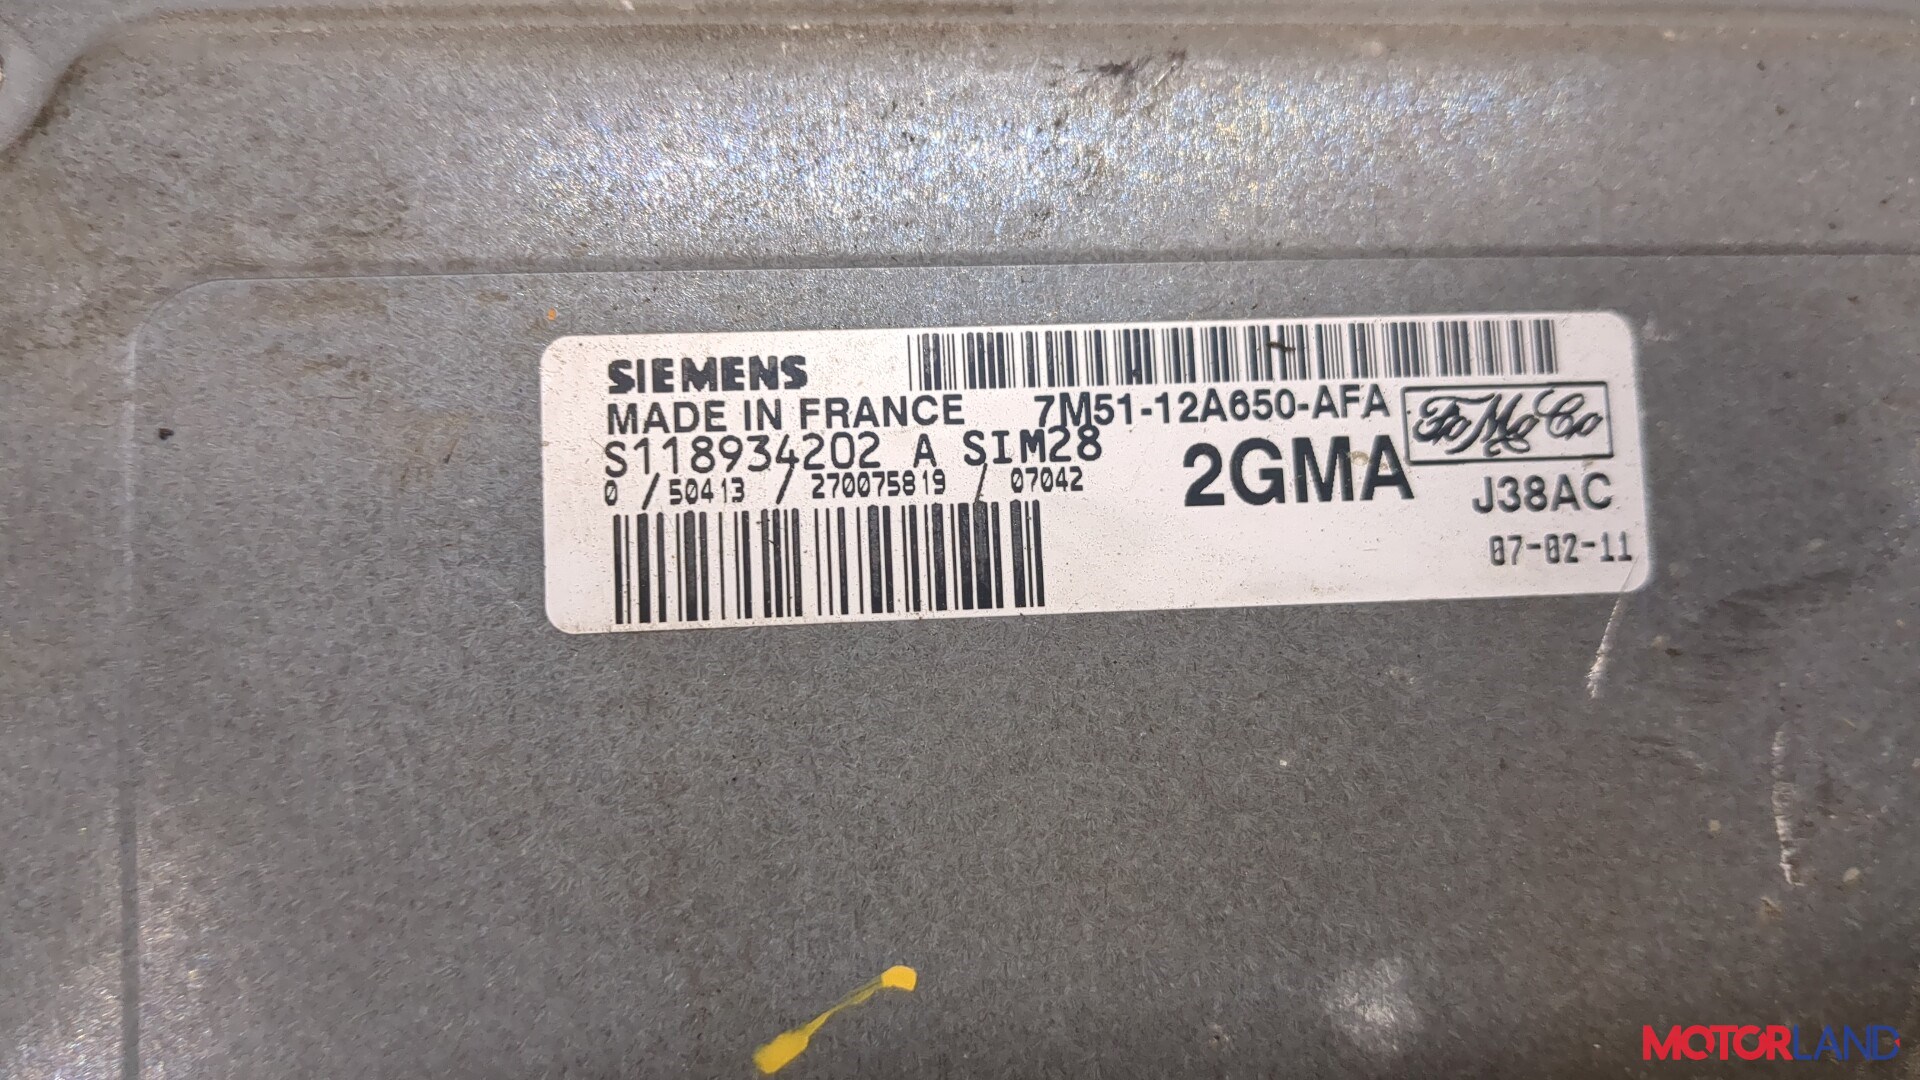 SIEMENS
MADE IN FRANCE 7M51-12A650-AFA FoMoCo
S118934202 A SIM28 2GMA J38AC
0 / 50413 / 270075819 / 07042
07-02-11
MOTORLAND